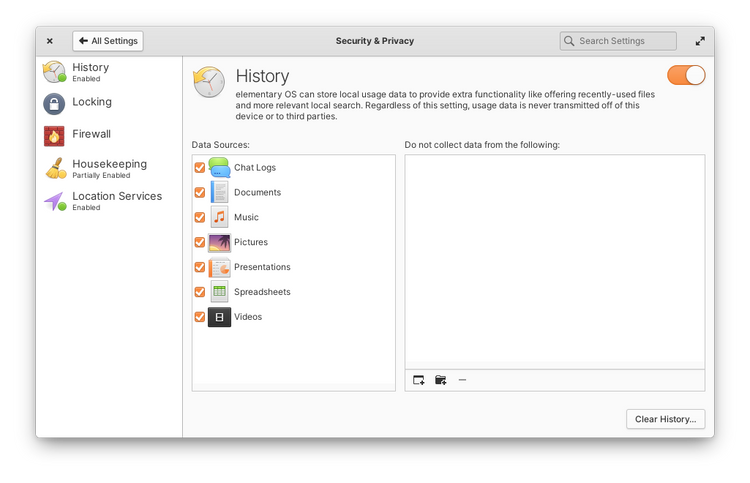 All Settings
Security & Privacy
Search Settings
History
Enabled
Locking
Firewall
Housekeeping
Partially Enabled
Location Services
Enabled
History
elementary OS can store local usage data to provide extra functionality like offering recently-used files
and more relevant local search. Regardless of this setting, usage data is never transmitted off of this
device or to third parties.
Data Sources:
Chat Logs
Documents
Music
Pictures
Presentations
Spreadsheets
Videos
Do not collect data from the following:
Clear History...